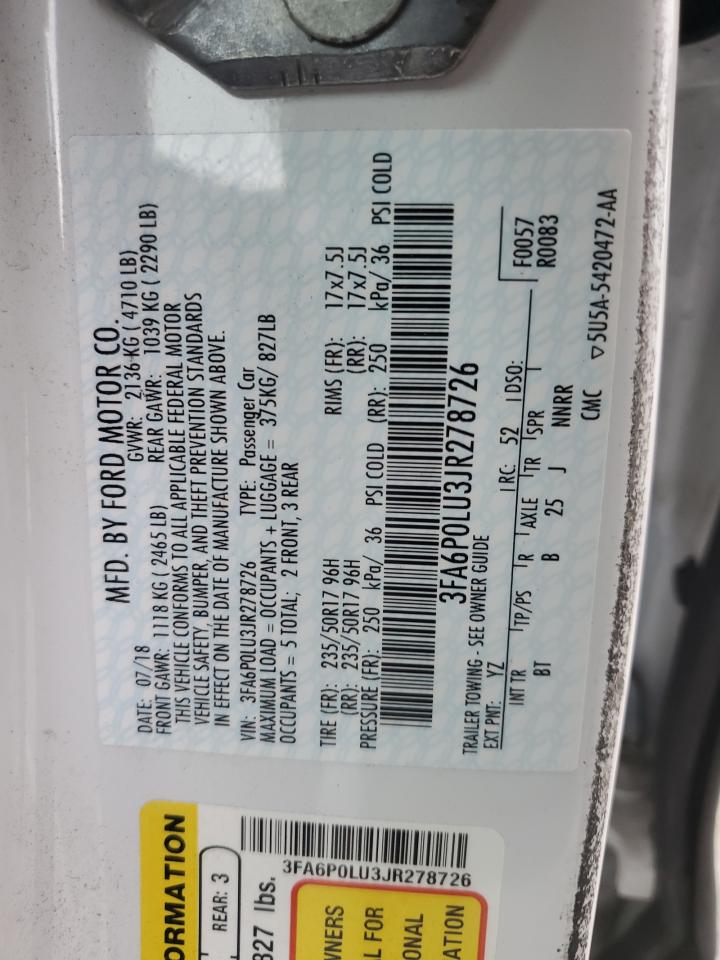 MFD. BY FORD MOTOR CO.
DATE: 07/18 GVWR: 2136 KG ( 4710 LB)
FRONT GAWR: 1118 KG ( 2465 LB) REAR GAWR: 1039 KG ( 2290 LB)
THIS VEHICLE CONFORMS TO ALL APPLICABLE FEDERAL MOTOR
VEHICLE SAFETY, BUMPER, AND THEFT PREVENTION STANDARDS
IN EFFECT ON THE DATE OF MANUFACTURE SHOWN ABOVE.
VIN: 3FA6P0LU3JR278726 TYPE: Passenger Car
MAXIMUM LOAD = OCCUPANTS + LUGGAGE = 375KG/ 827LB
OCCUPANTS = 5 TOTAL; 2 FRONT, 3 REAR
TIRE (FR): 235/50R17 96H RIMS (FR): 17x7.5J
(RR): 235/50R17 96H (RR): 17x7.5J
PRESSURE (FR): 250 kPa/ 36 PSI COLD (RR): 250 kPa/ 36 PSI COLD
3FA6P0LU3JR278726
TRAILER TOWING - SEE OWNER GUIDE
EXT PNT: YZ RC: 52 DSO: F0057
R0083
INT TR TP/PS R AXLE TR SPR
BT B 25 J NNRR
CMC ▽5U5A-5420472-AA
ORMATION
REAR: 3
827 lbs.
3FA6P0LU3JR278726
WNERS
L FOR
ONAL
ATION